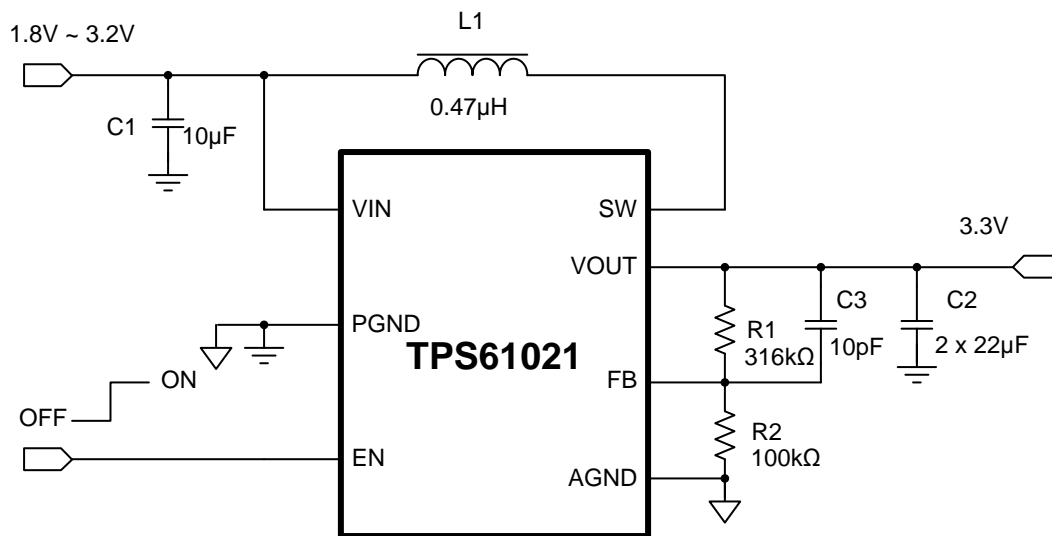 1.8V ~ 3.2V
L1
C1
10µF
0.47µH
VIN
SW
3.3V
VOUT
C3
C2
PGND
R1
TPS61021
316kΩ
10pF
2 x 22µF
ON
FB
OFF
R2
EN
100kΩ
AGND